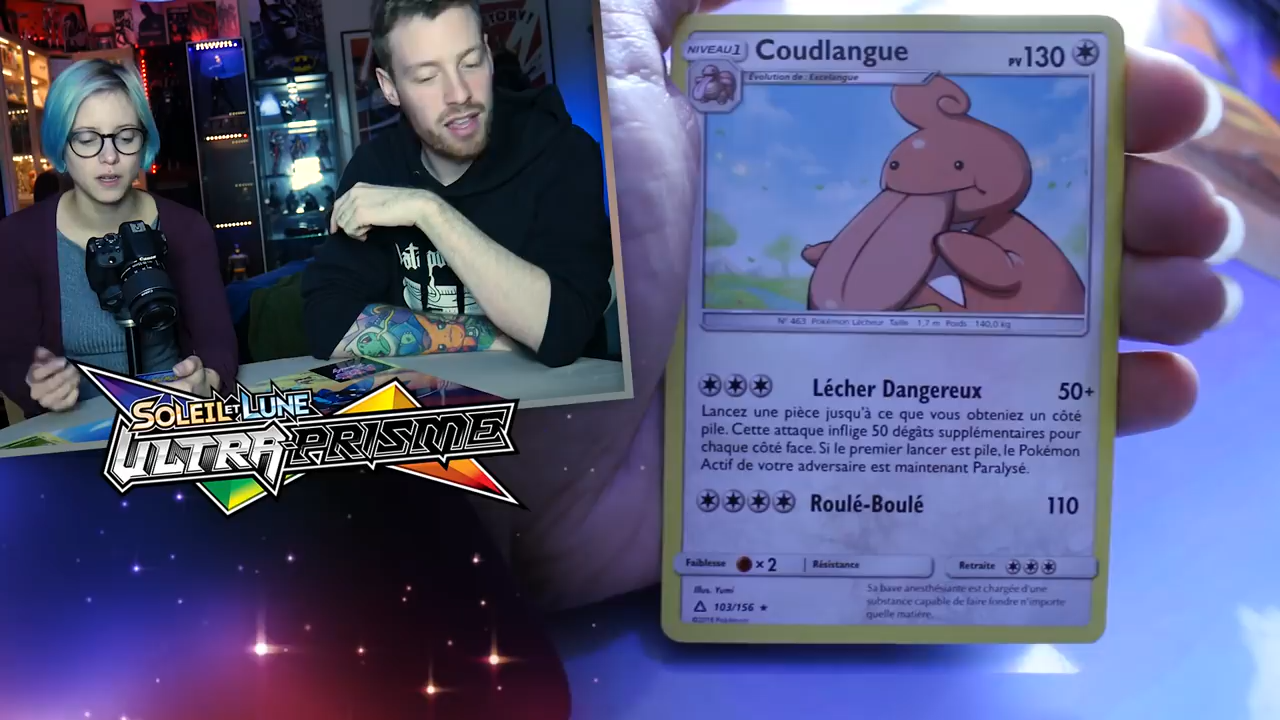 NIVEAU 1 Coudlangue PV 130
Évolution de : Excelangue
N° 463 Pokémon Lécheur Taille 1,7 m Poids 140,0 kg
Lécher Dangereux 50+
Lancez une pièce jusqu'à ce que vous obteniez un côté
pile. Cette attaque inflige 50 dégâts supplémentaires pour
chaque côté face. Si le premier lancer est pile, le Pokémon
Actif de votre adversaire est maintenant Paralysé.
Roulé-Boulé 110
Faiblesse × 2 Résistance Retraite
Illus. Yumi
103/156 ★
©2018 Pokémon
Sa bave anesthésiante est chargée d'une
substance capable de faire fondre n'importe
quelle matière.
SOLEIL ET LUNE
ULTRA-PRISME